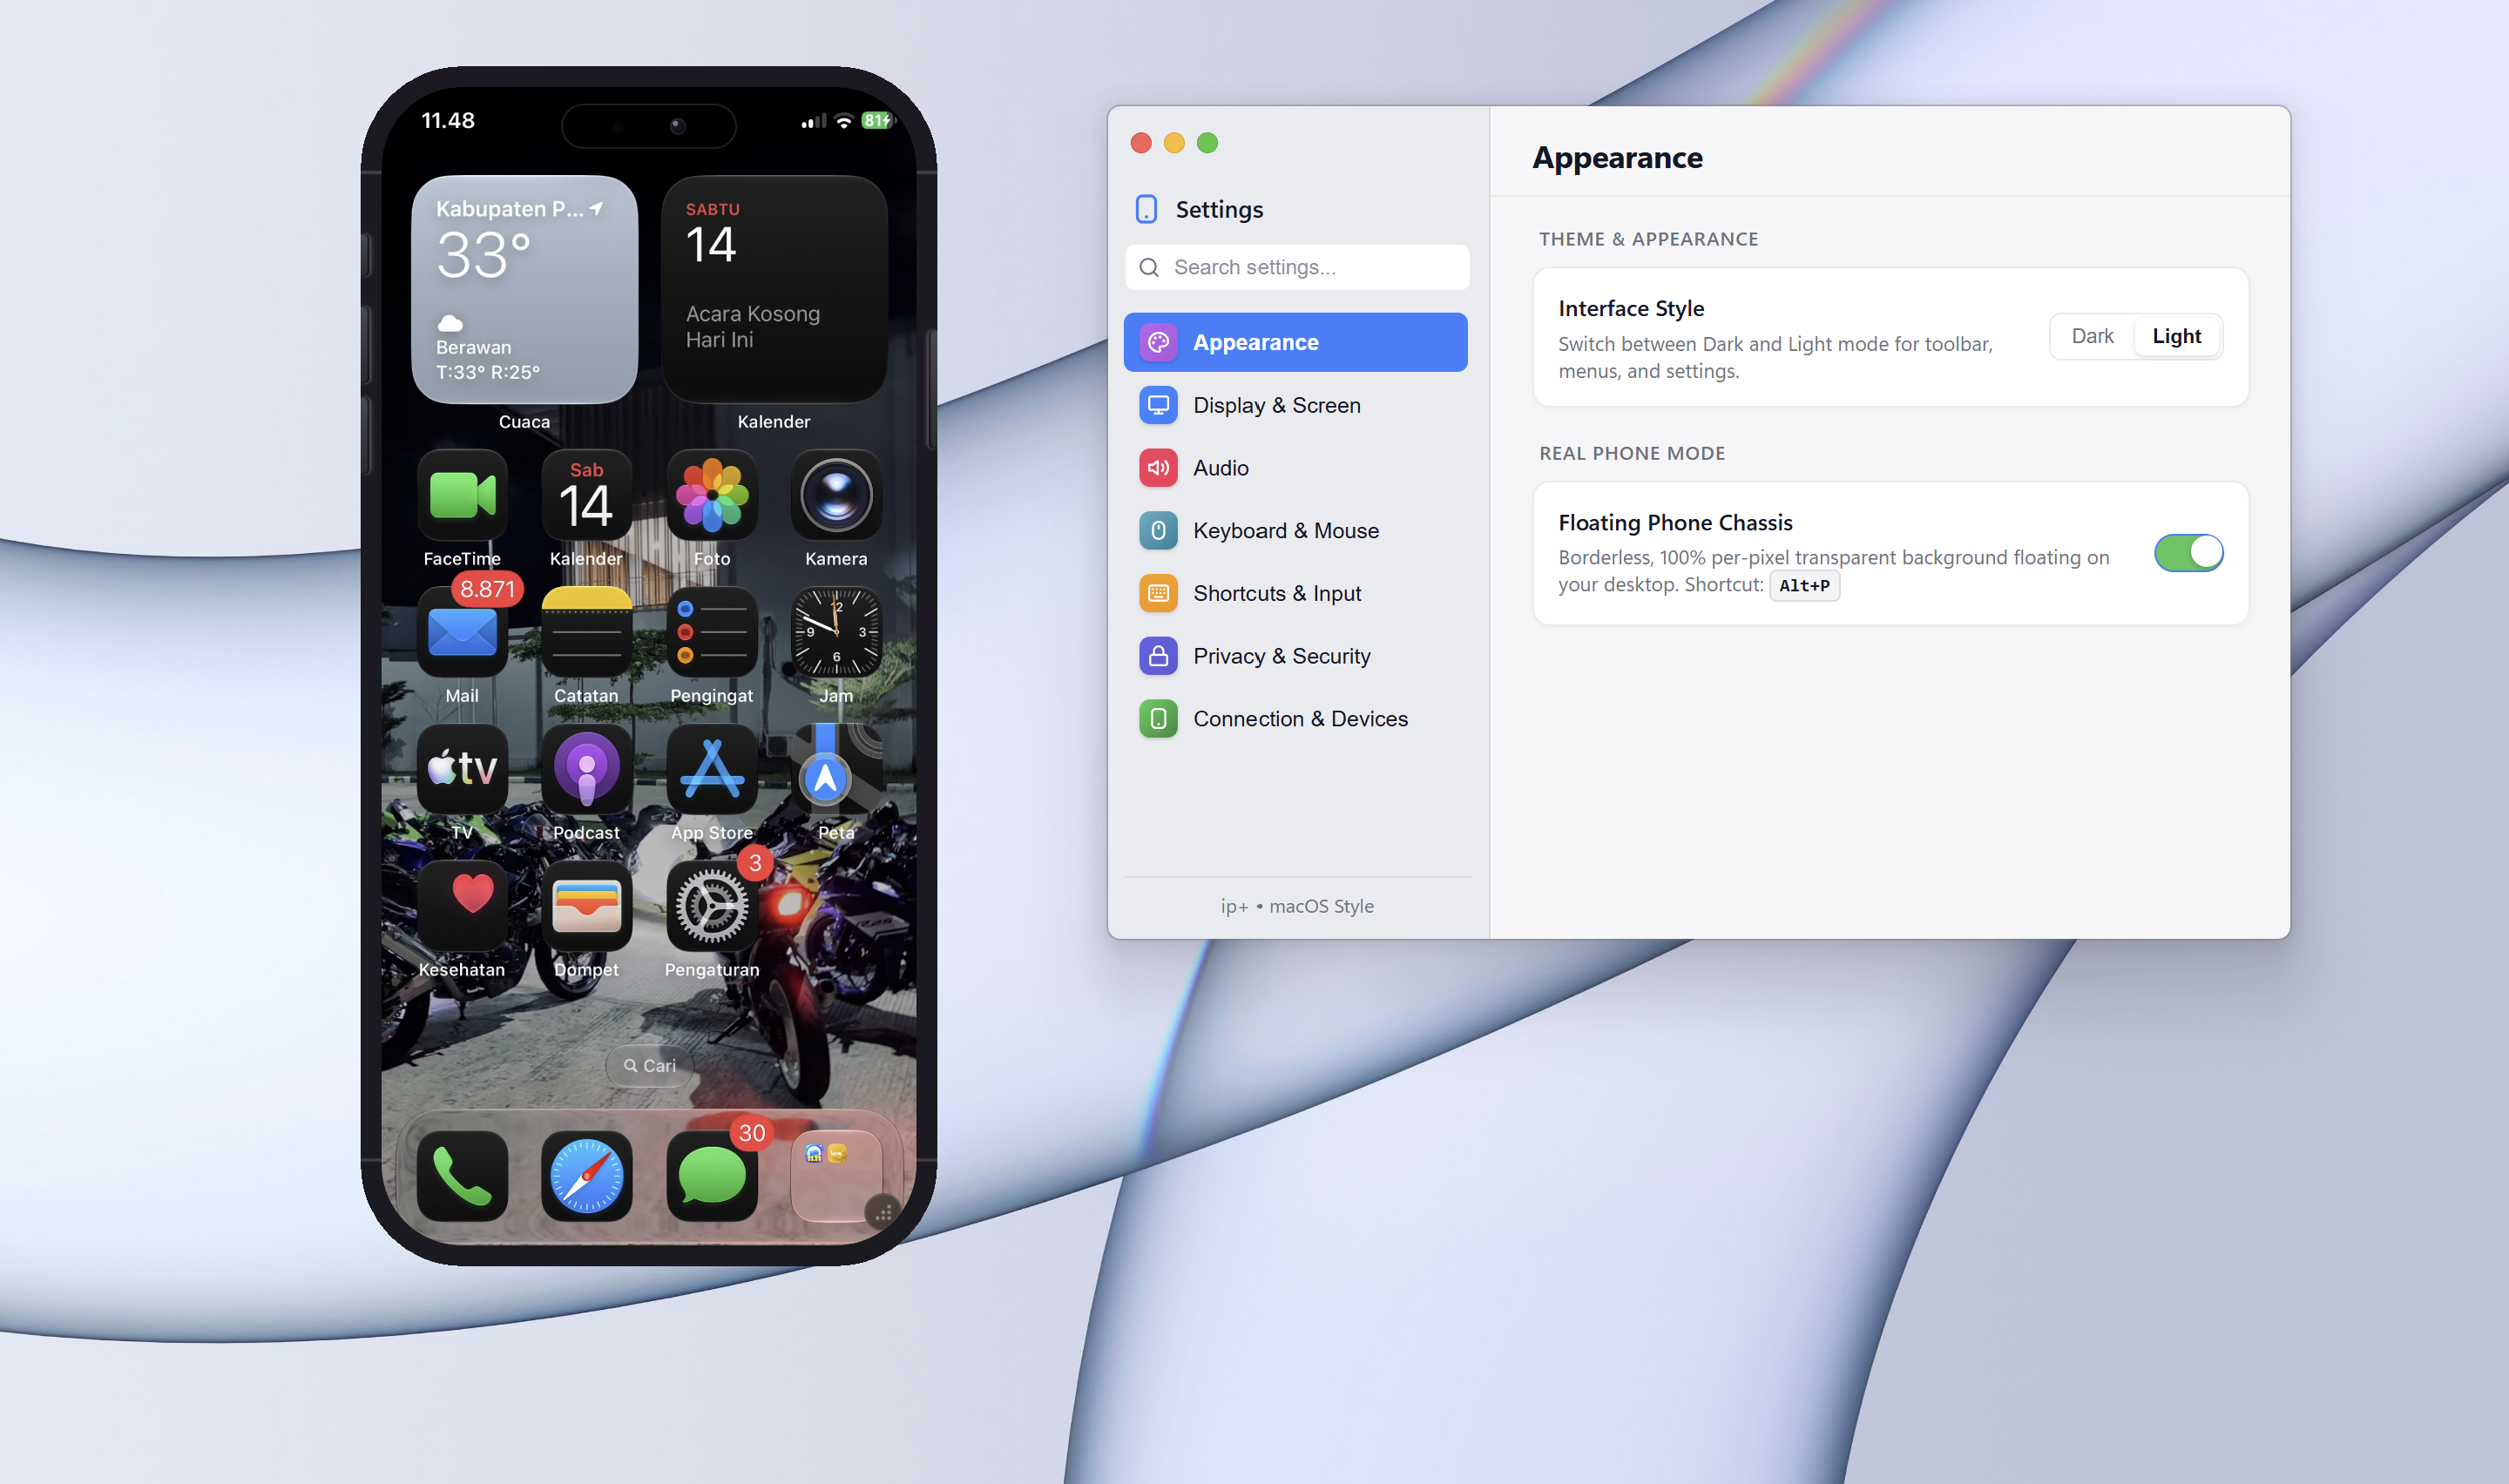 11.48
81
Kabupaten P...
33°
Berawan
T:33° R:25°
Cuaca
SABTU
14
Acara Kosong
Hari Ini
Kalender
FaceTime
Sab
14
Kalender
Foto
Kamera
8.871
Mail
Catatan
Pengingat
12
3
6
9
Jam
tv
TV
Podcast
App Store
Peta
Kesehatan
Dompet
3
Pengaturan
Cari
30
Settings
Search settings...
Appearance
Display & Screen
Audio
Keyboard & Mouse
Shortcuts & Input
Privacy & Security
Connection & Devices
ip+ • macOS Style
Appearance
THEME & APPEARANCE
Interface Style
Switch between Dark and Light mode for toolbar,
menus, and settings.
Dark Light
REAL PHONE MODE
Floating Phone Chassis
Borderless, 100% per-pixel transparent background floating on
your desktop. Shortcut: Alt+P